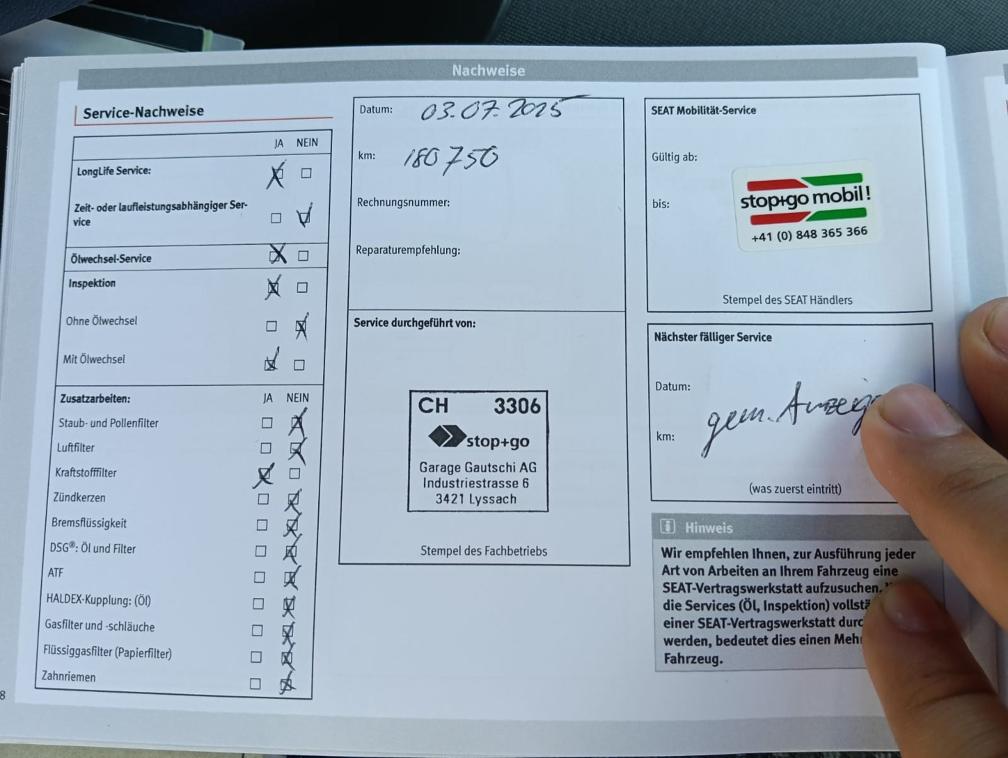 Nachweise
Service-Nachweise
JA NEIN
LongLife Service:
Zeit- oder laufleistungsabhängiger Ser-
vice
Ölwechsel-Service
Inspektion
Ohne Ölwechsel
Mit Ölwechsel
Zusatzarbeiten: JA NEIN
Staub- und Pollenfilter
Luftfilter
Kraftstofffilter
Zündkerzen
Bremsflüssigkeit
DSG®: Öl und Filter
ATF
HALDEX-Kupplung: (Öl)
Gasfilter und -schläuche
Flüssiggasfilter (Papierfilter)
Zahnriemen
8
Datum: 03.07.2025
km: 180750
Rechnungsnummer:
Reparaturempfehlung:
Service durchgeführt von:
CH 3306
stop+go
Garage Gautschi AG
Industriestrasse 6
3421 Lyssach
Stempel des Fachbetriebs
SEAT Mobilität-Service
Gültig ab:
bis:
stop+go mobil!
+41 (0) 848 365 366
Stempel des SEAT Händlers
Nächster fälliger Service
Datum:
gem. Anzeig
km:
(was zuerst eintritt)
Hinweis
Wir empfehlen Ihnen, zur Ausführung jeder
Art von Arbeiten an Ihrem Fahrzeug eine
SEAT-Vertragswerkstatt aufzusuchen.
die Services (Öl, Inspektion) vollst
einer SEAT-Vertragswerkstatt durc
werden, bedeutet dies einen Meh
Fahrzeug.